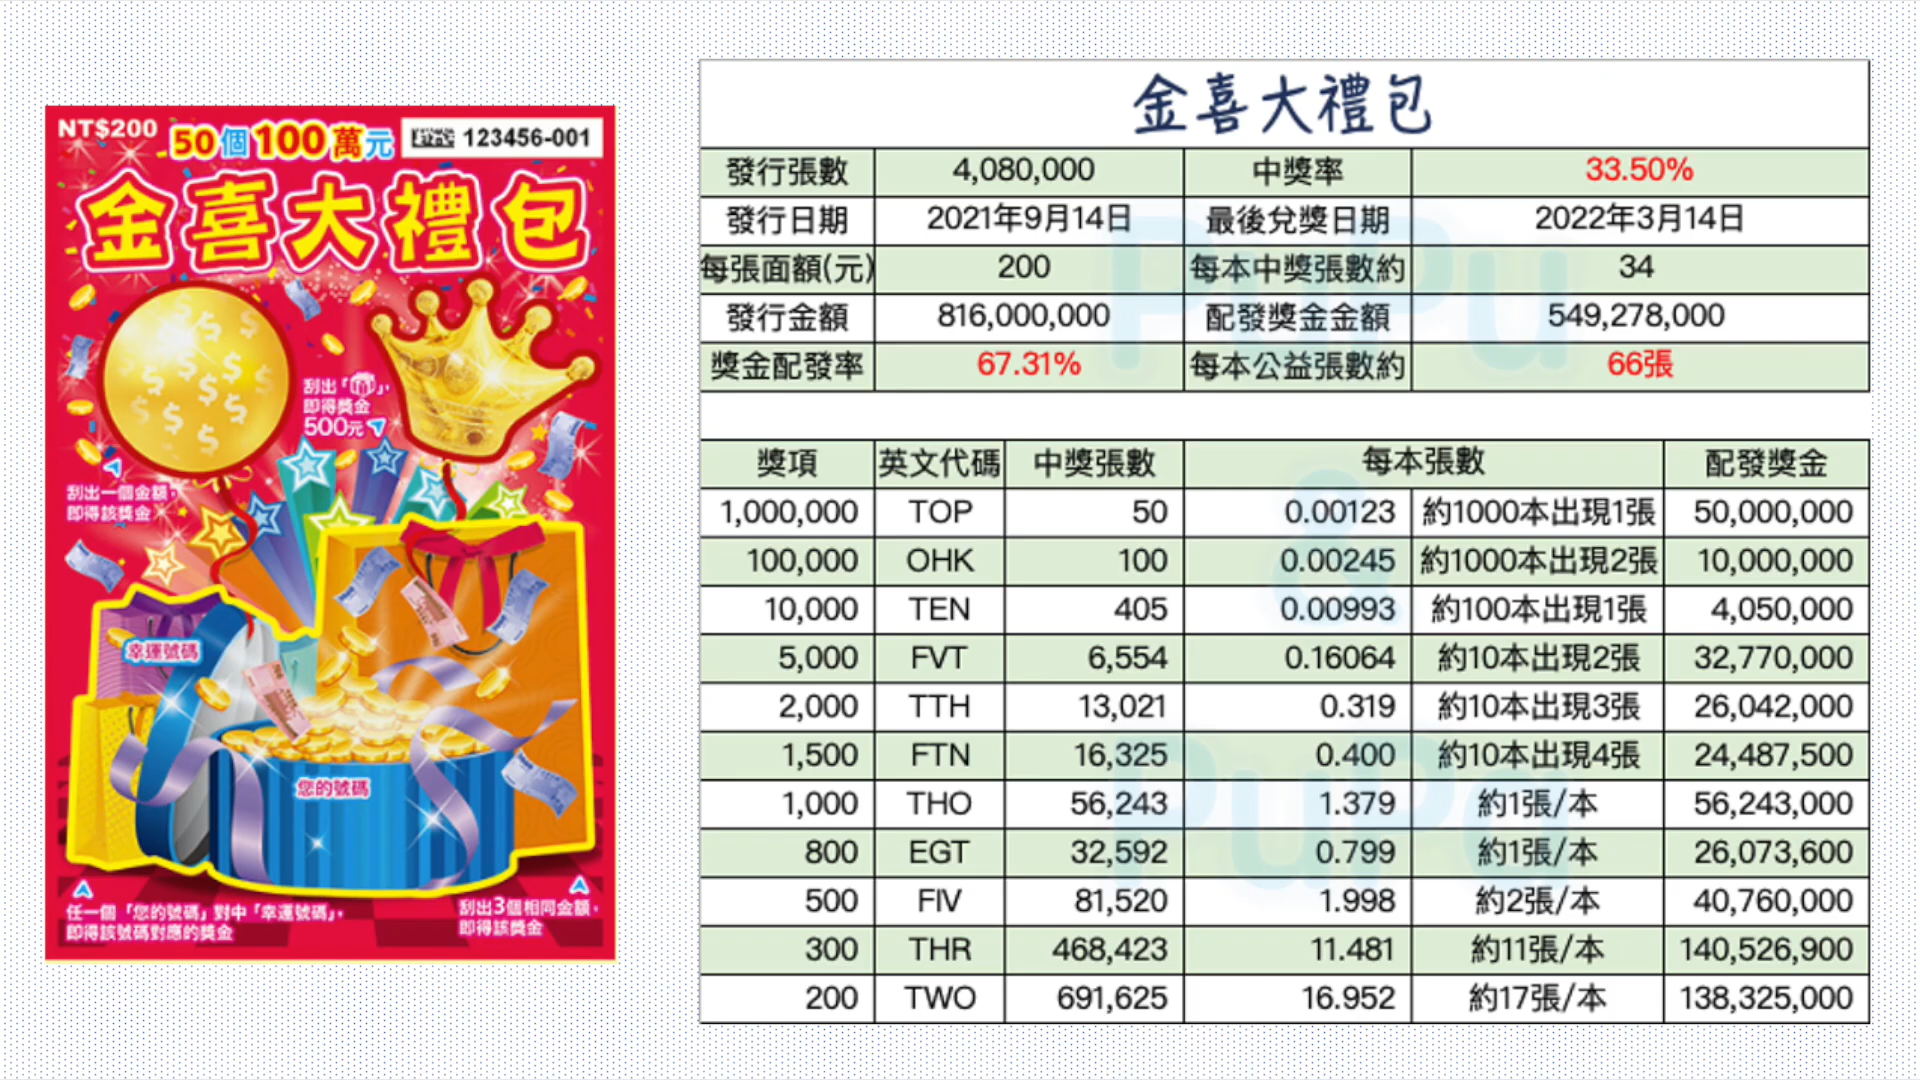 NT$200
50個100萬元
123456-001
金喜大禮包
刮出「」,
即得獎金
500元
刮出一個金額,
即得該獎金
幸運號碼
您的號碼
任一個「您的號碼」對中「幸運號碼」,
即得該號碼對應的獎金
刮出3個相同金額,
即得該獎金
金喜大禮包
發行張數 4,080,000 中獎率 33.50%
發行日期 2021年9月14日 最後兌獎日期 2022年3月14日
每張面額(元) 200 每本中獎張數約 34
發行金額 816,000,000 配發獎金金額 549,278,000
獎金配發率 67.31% 每本公益張數約 66張
獎項 英文代碼 中獎張數 每本張數 配發獎金
1,000,000 TOP 50 0.00123 約1000本出現1張 50,000,000
100,000 OHK 100 0.00245 約1000本出現2張 10,000,000
10,000 TEN 405 0.00993 約100本出現1張 4,050,000
5,000 FVT 6,554 0.16064 約10本出現2張 32,770,000
2,000 TTH 13,021 0.319 約10本出現3張 26,042,000
1,500 FTN 16,325 0.400 約10本出現4張 24,487,500
1,000 THO 56,243 1.379 約1張/本 56,243,000
800 EGT 32,592 0.799 約1張/本 26,073,600
500 FIV 81,520 1.998 約2張/本 40,760,000
300 THR 468,423 11.481 約11張/本 140,526,900
200 TWO 691,625 16.952 約17張/本 138,325,000
PuPu
&
PuPa